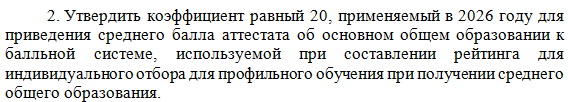 2. Утвердить коэффициент равный 20, применяемый в 2026 году для
приведения среднего балла аттестата об основном общем образовании к
балльной системе, используемой при составлении рейтинга для
индивидуального отбора для профильного обучения при получении среднего
общего образования.